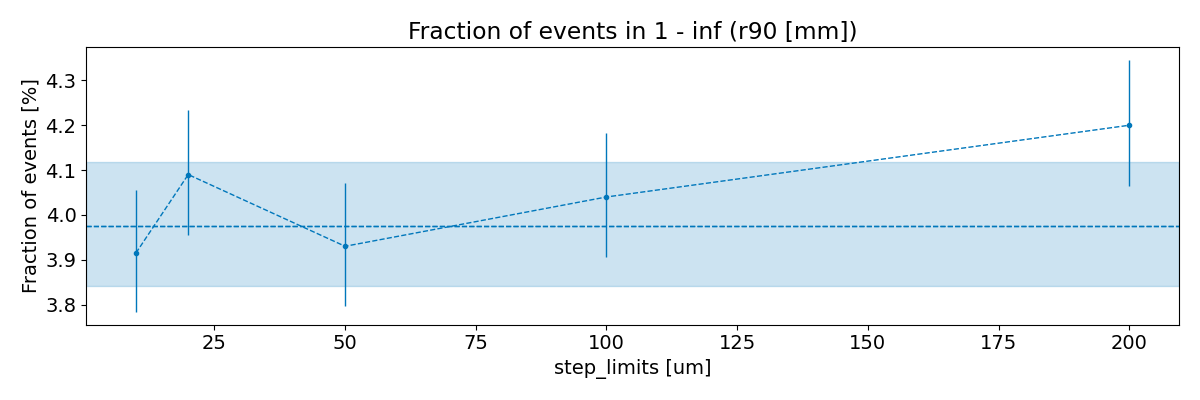 Fraction of events in 1 - inf (r90 [mm])
Fraction of events [%]
4.3
4.2
4.1
4.0
3.9
3.8
25 50 75 100 125 150 175 200
step_limits [um]